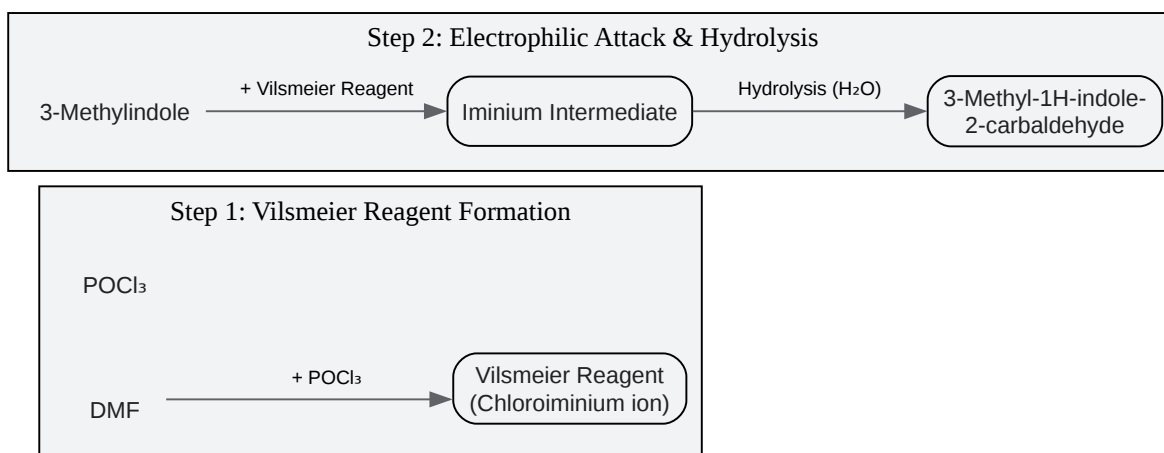 Step 2: Electrophilic Attack & Hydrolysis
3-Methylindole
+ Vilsmeier Reagent
Iminium Intermediate
Hydrolysis (H₂O)
3-Methyl-1H-indole-
2-carbaldehyde
Step 1: Vilsmeier Reagent Formation
POCl₃
DMF
+ POCl₃
Vilsmeier Reagent
(Chloroiminium ion)